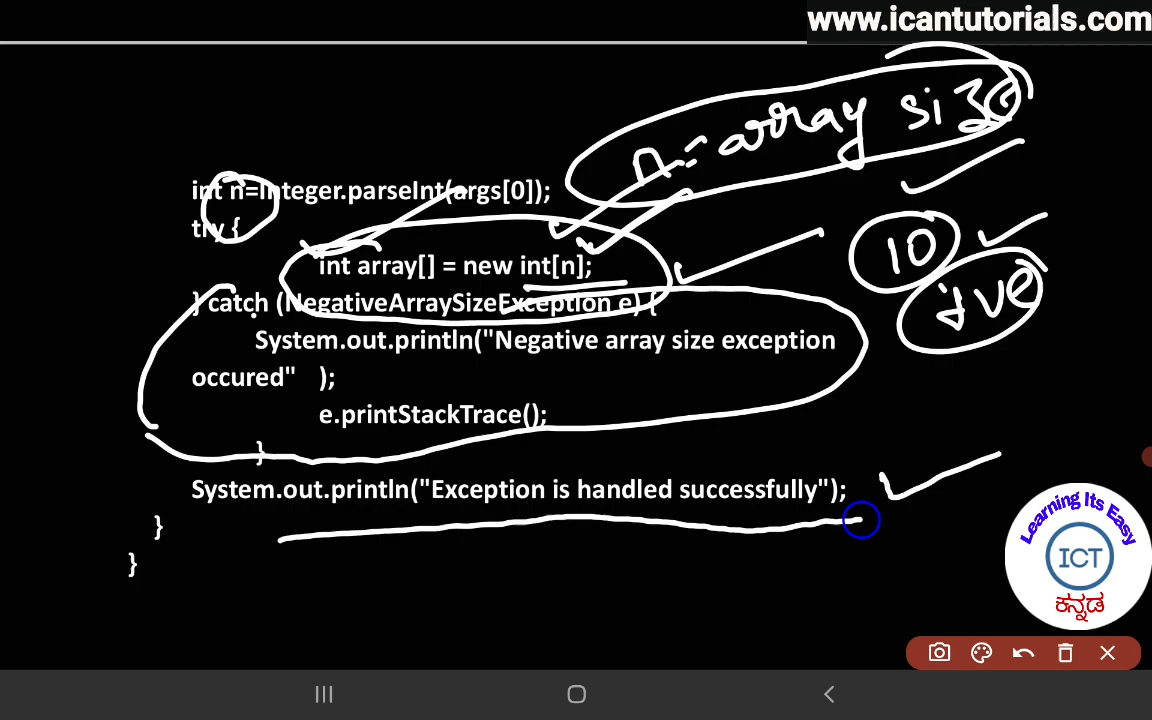 www.icantutorials.com
n=array size
int n=Integer.parseInt(args[0]);
try {
int array[] = new int[n];
10
+ve
} catch (NegativeArraySizeException e) {
System.out.println("Negative array size exception
occured" );
e.printStackTrace();
}
System.out.println("Exception is handled successfully");
}
}
Learning Its Easy
ICT
ಕನ್ನಡ